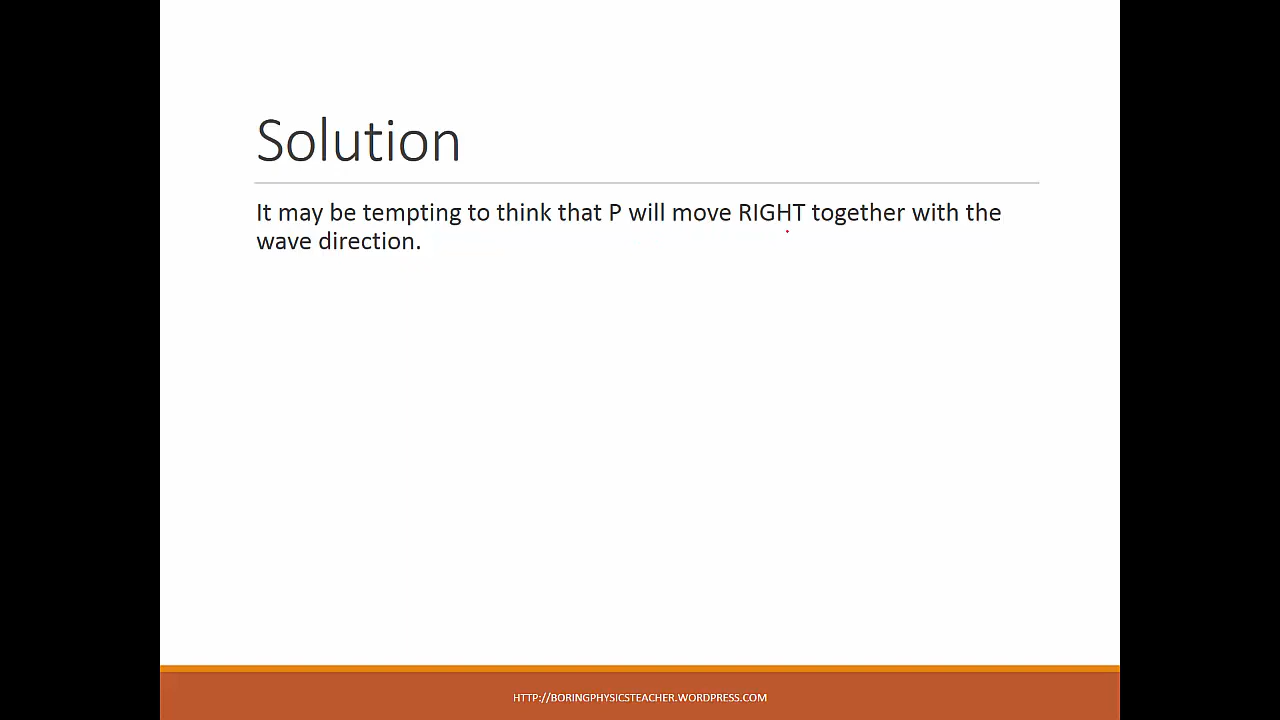 Solution
It may be tempting to think that P will move RIGHT together with the
wave direction.
HTTP://BORINGPHYSICSTEACHER.WORDPRESS.COM